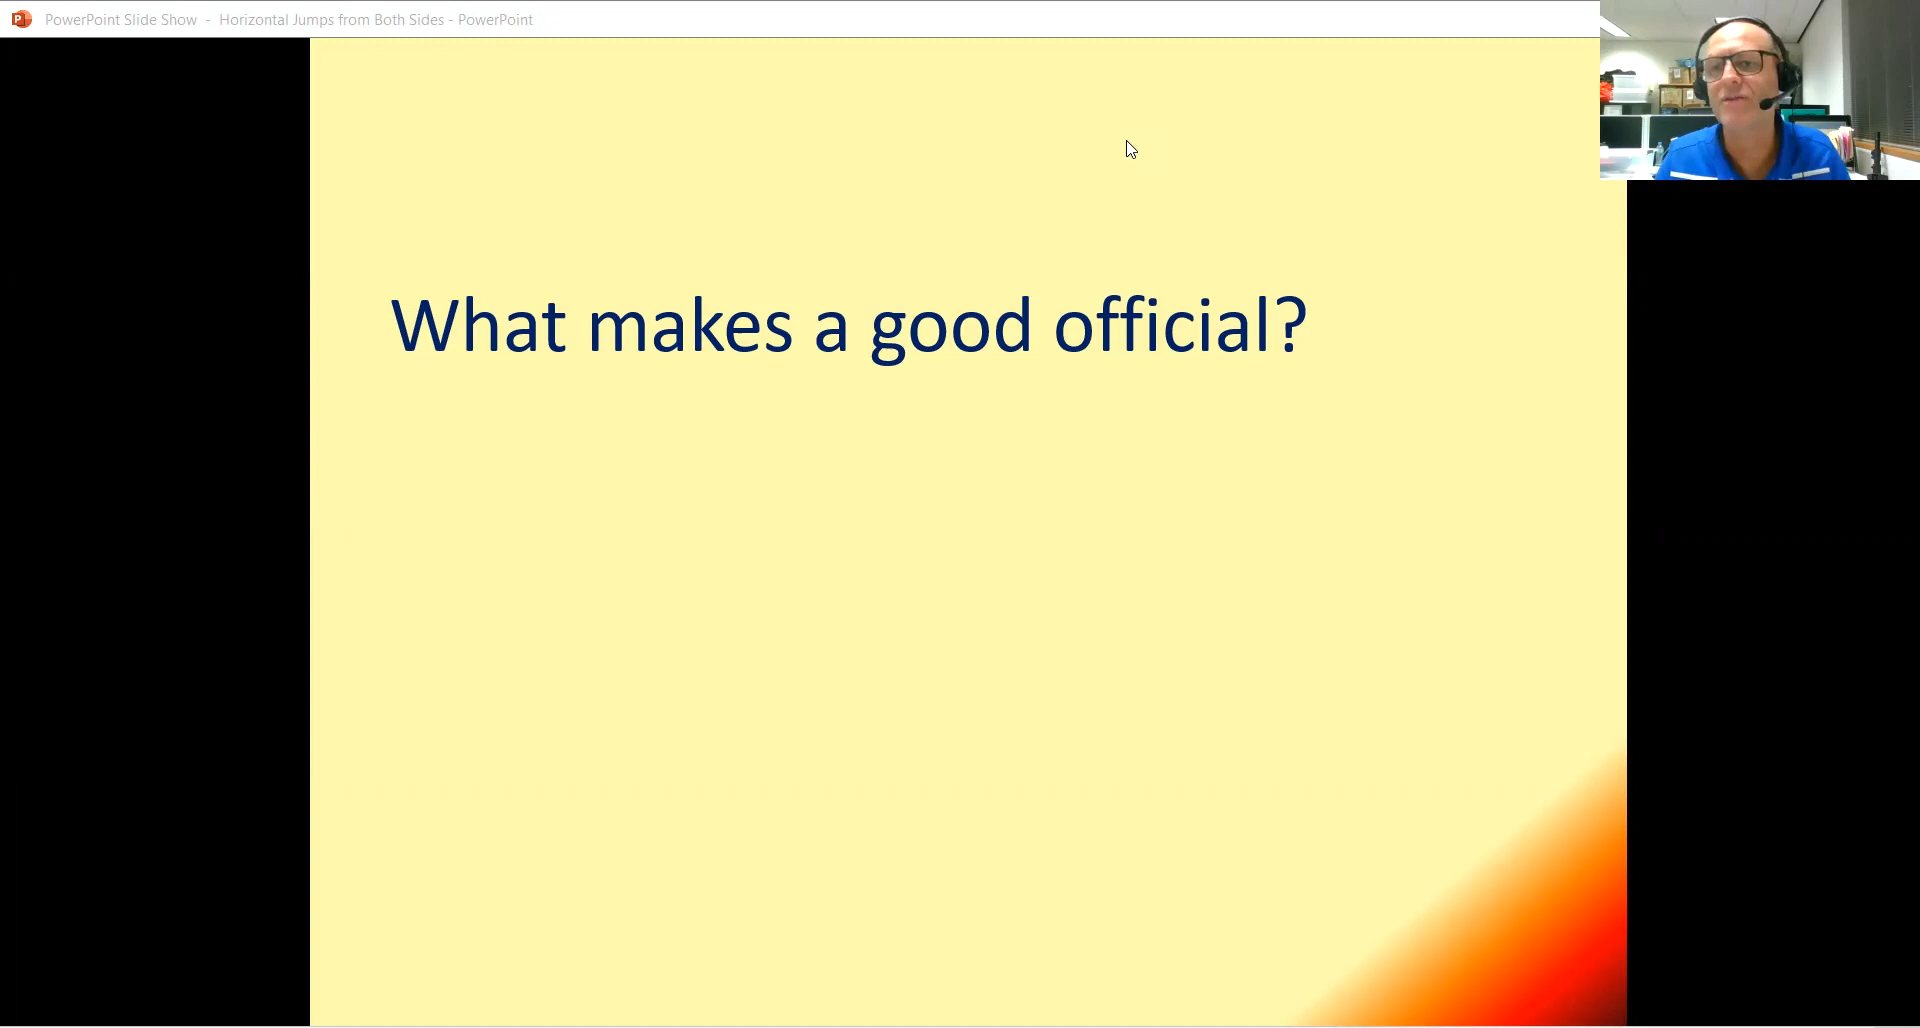 PowerPoint Slide Show - Horizontal Jumps from Both Sides - PowerPoint
What makes a good official?